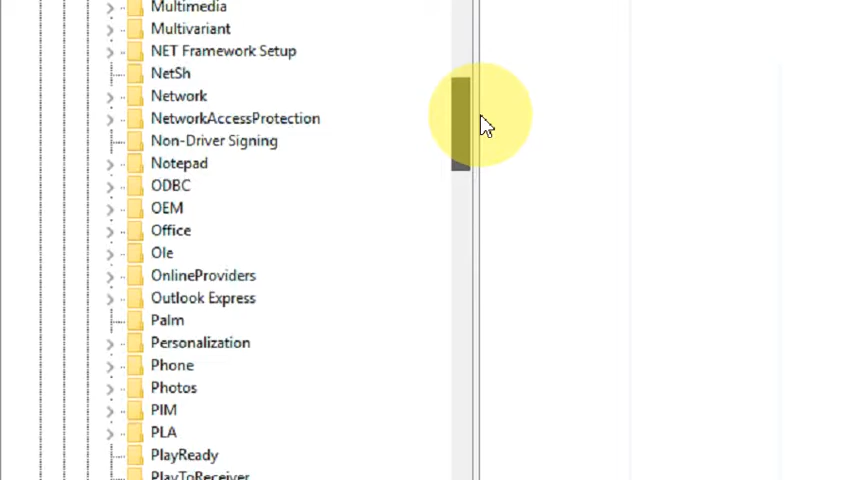 Multimedia
Multivariant
NET Framework Setup
NetSh
Network
NetworkAccessProtection
Non-Driver Signing
Notepad
ODBC
OEM
Office
Ole
OnlineProviders
Outlook Express
Palm
Personalization
Phone
Photos
PIM
PLA
PlayReady
PlayToReceiver